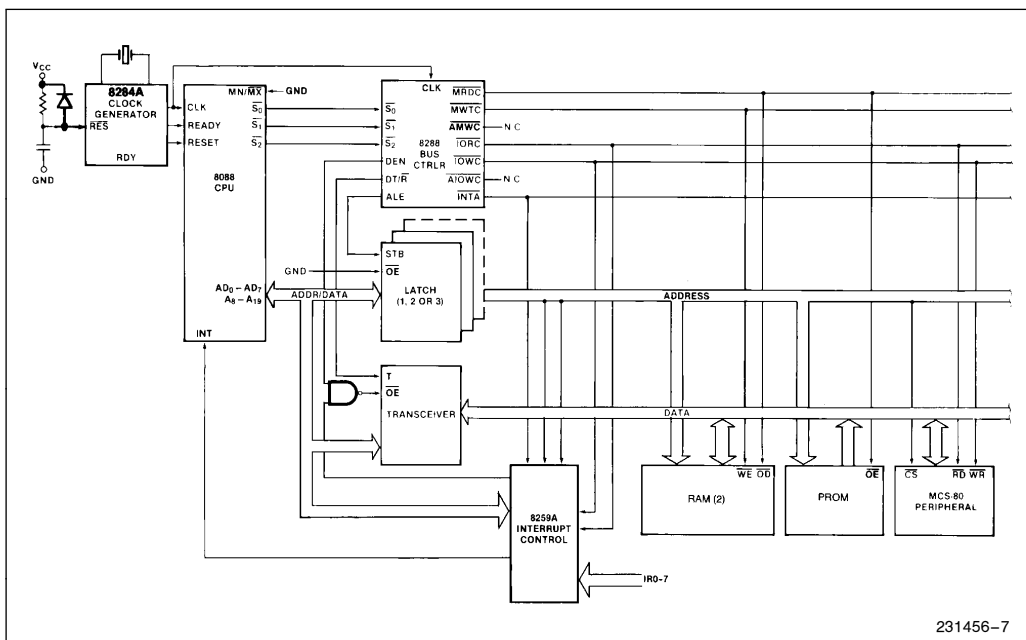 VCC
8284A
CLOCK
GENERATOR
RES
RDY
GND
MN/MX
GND
CLK
READY
RESET
S0
S1
S2
8088
CPU
AD0 – AD7
A8 – A19
INT
CLK
S0
S1
S2
DEN
DT/R
ALE
8288
BUS
CTRLR
MRDC
MWTC
AMWC
N C
IORC
IOWC
AIOWC
N C
INTA
STB
GND
OE
ADDR/DATA
LATCH
(1, 2 OR 3)
ADDRESS
T
OE
TRANSCEIVER
DATA
8259A
INTERRUPT
CONTROL
IR0-7
WE OD
RAM (2)
OE
PROM
CS
RD WR
MCS-80
PERIPHERAL
231456–7